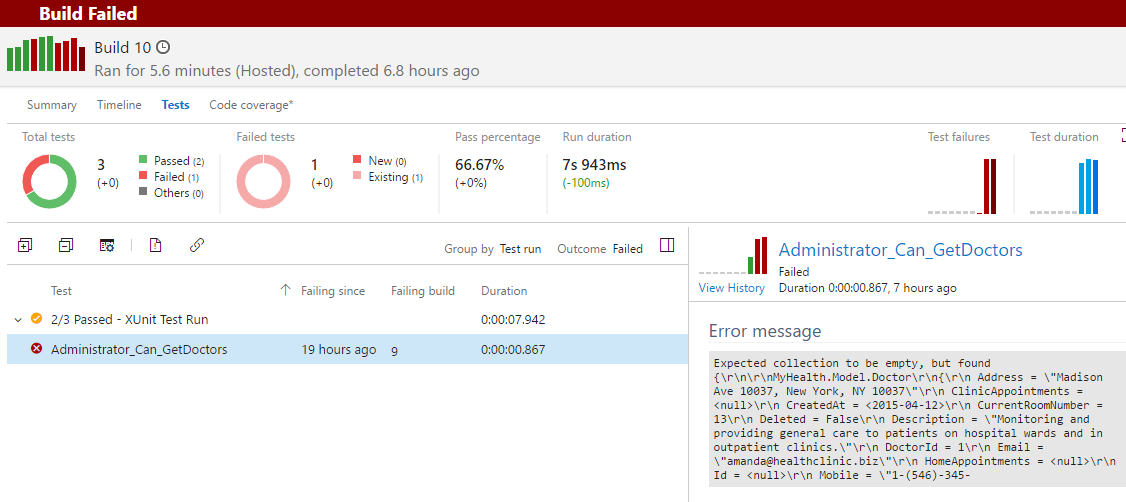 Build Failed
Build 10
Ran for 5.6 minutes (Hosted), completed 6.8 hours ago
Summary Timeline Tests Code coverage*
Total tests
3
(+0)
Passed (2)
Failed (1)
Others (0)
Failed tests
1
(+0)
New (0)
Existing (1)
Pass percentage
66.67%
(+0%)
Run duration
7s 943ms
(-100ms)
Test failures
Test duration
Group by Test run Outcome Failed
Test Failing since Failing build Duration
2/3 Passed - XUnit Test Run 0:00:07.942
Administrator_Can_GetDoctors 19 hours ago 9 0:00:00.867
Administrator_Can_GetDoctors
Failed
View History Duration 0:00:00.867, 7 hours ago
Error message
Expected collection to be empty, but found
{\r\n\r\nMyHealth.Model.Doctor\r\n{\r\n Address = \"Madison
Ave 10037, New York, NY 10037\"\r\n ClinicAppointments =
<null>\r\n CreatedAt = <2015-04-12>\r\n CurrentRoomNumber =
13\r\n Deleted = False\r\n Description = \"Monitoring and
providing general care to patients on hospital wards and in
outpatient clinics.\"\r\n DoctorId = 1\r\n Email =
\"amanda@healthclinic.biz\"\r\n HomeAppointments = <null>\r\n
Id = <null>\r\n Mobile = \"1-(546)-345-